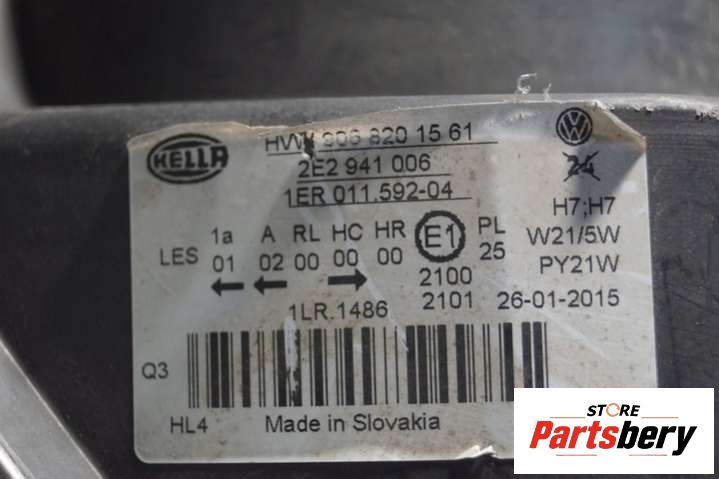 HELLA
HVW 906 820 15 61
2E2 941 006
1ER 011.592-04
24
H7;H7
LES 1a A RL HC HR E1 PL W21/5W
01 02 00 00 00 25 PY21W
2100
2101 26-01-2015
1LR.1486
Q3
HL4 Made in Slovakia
STORE
Partsbery